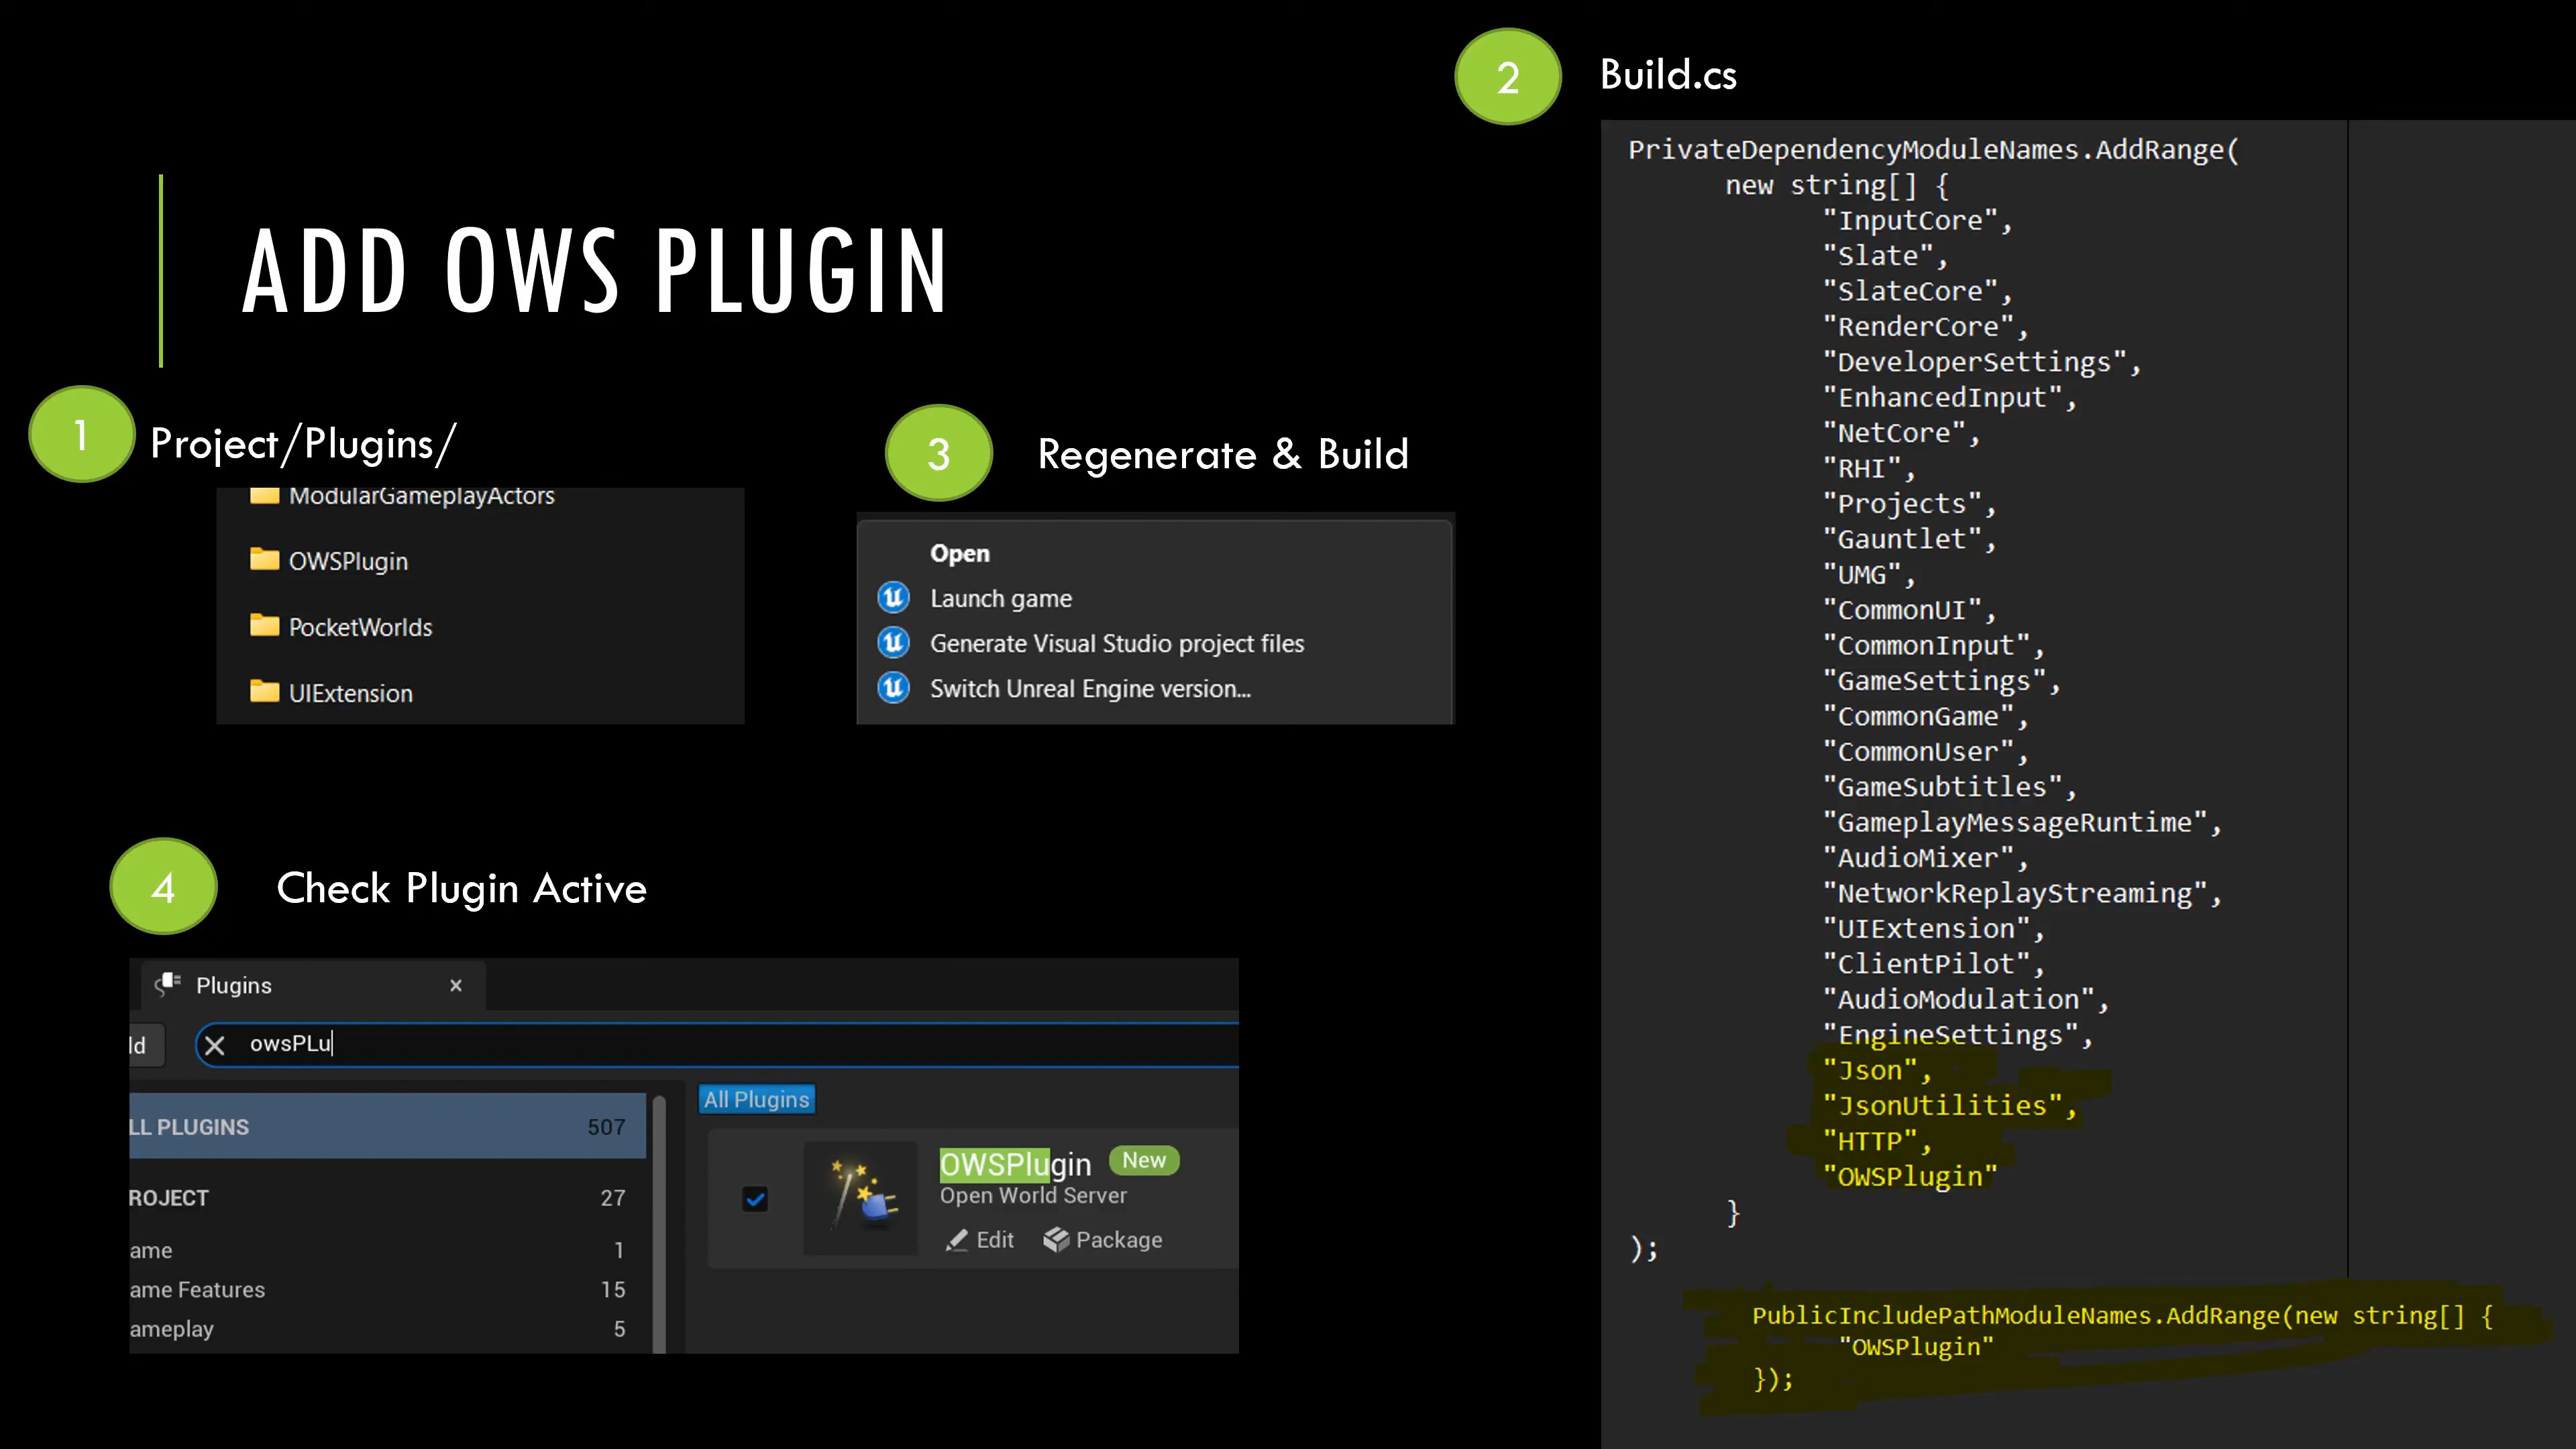 ADD OWS PLUGIN
1
Project/Plugins/
ModularGameplayActors
OWSPlugin
PocketWorlds
UIExtension
2
Build.cs
PrivateDependencyModuleNames.AddRange(
new string[] {
"InputCore",
"Slate",
"SlateCore",
"RenderCore",
"DeveloperSettings",
"EnhancedInput",
"NetCore",
"RHI",
"Projects",
"Gauntlet",
"UMG",
"CommonUI",
"CommonInput",
"GameSettings",
"CommonGame",
"CommonUser",
"GameSubtitles",
"GameplayMessageRuntime",
"AudioMixer",
"NetworkReplayStreaming",
"UIExtension",
"ClientPilot",
"AudioModulation",
"EngineSettings",
"Json",
"JsonUtilities",
"HTTP",
"OWSPlugin"
}
);
PublicIncludePathModuleNames.AddRange(new string[] {
"OWSPlugin"
});
3
Regenerate & Build
Open
Launch game
Generate Visual Studio project files
Switch Unreal Engine version...
4
Check Plugin Active
Plugins
ld
owsPLu
LL PLUGINS 507
ROJECT 27
ame 1
ame Features 15
ameplay 5
All Plugins
OWSPlugin New
Open World Server
Edit Package